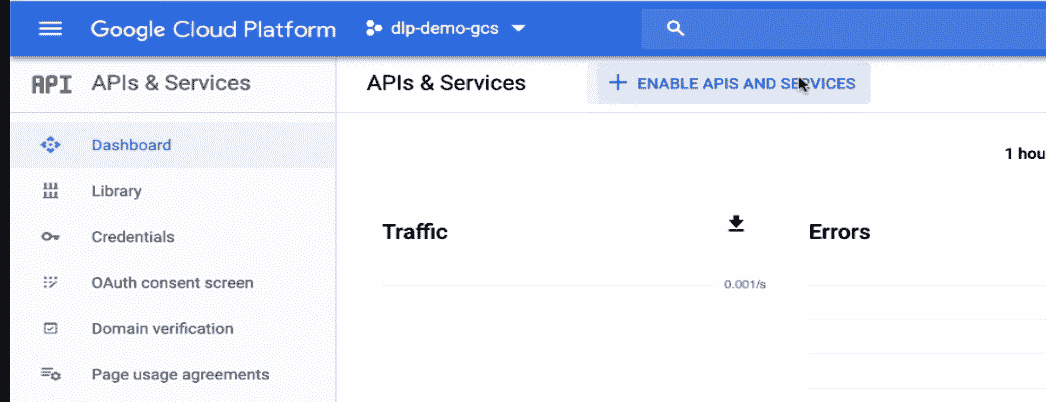 Google Cloud Platform
dlp-demo-gcs
API APIs & Services
APIs & Services
+ ENABLE APIS AND SERVICES
Dashboard
Library
Credentials
OAuth consent screen
Domain verification
Page usage agreements
1 hou
Traffic
0.001/s
Errors